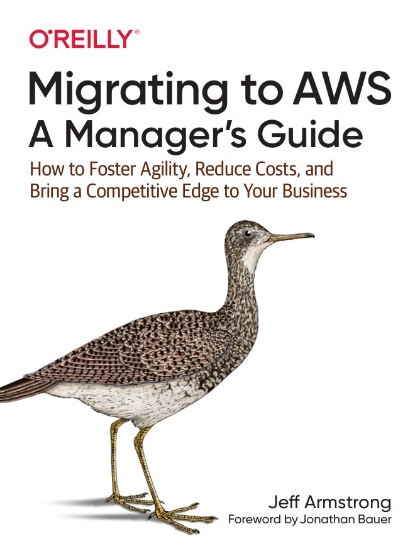 O'REILLY®
Migrating to AWS
A Manager's Guide
How to Foster Agility, Reduce Costs, and
Bring a Competitive Edge to Your Business
Jeff Armstrong
Foreword by Jonathan Bauer